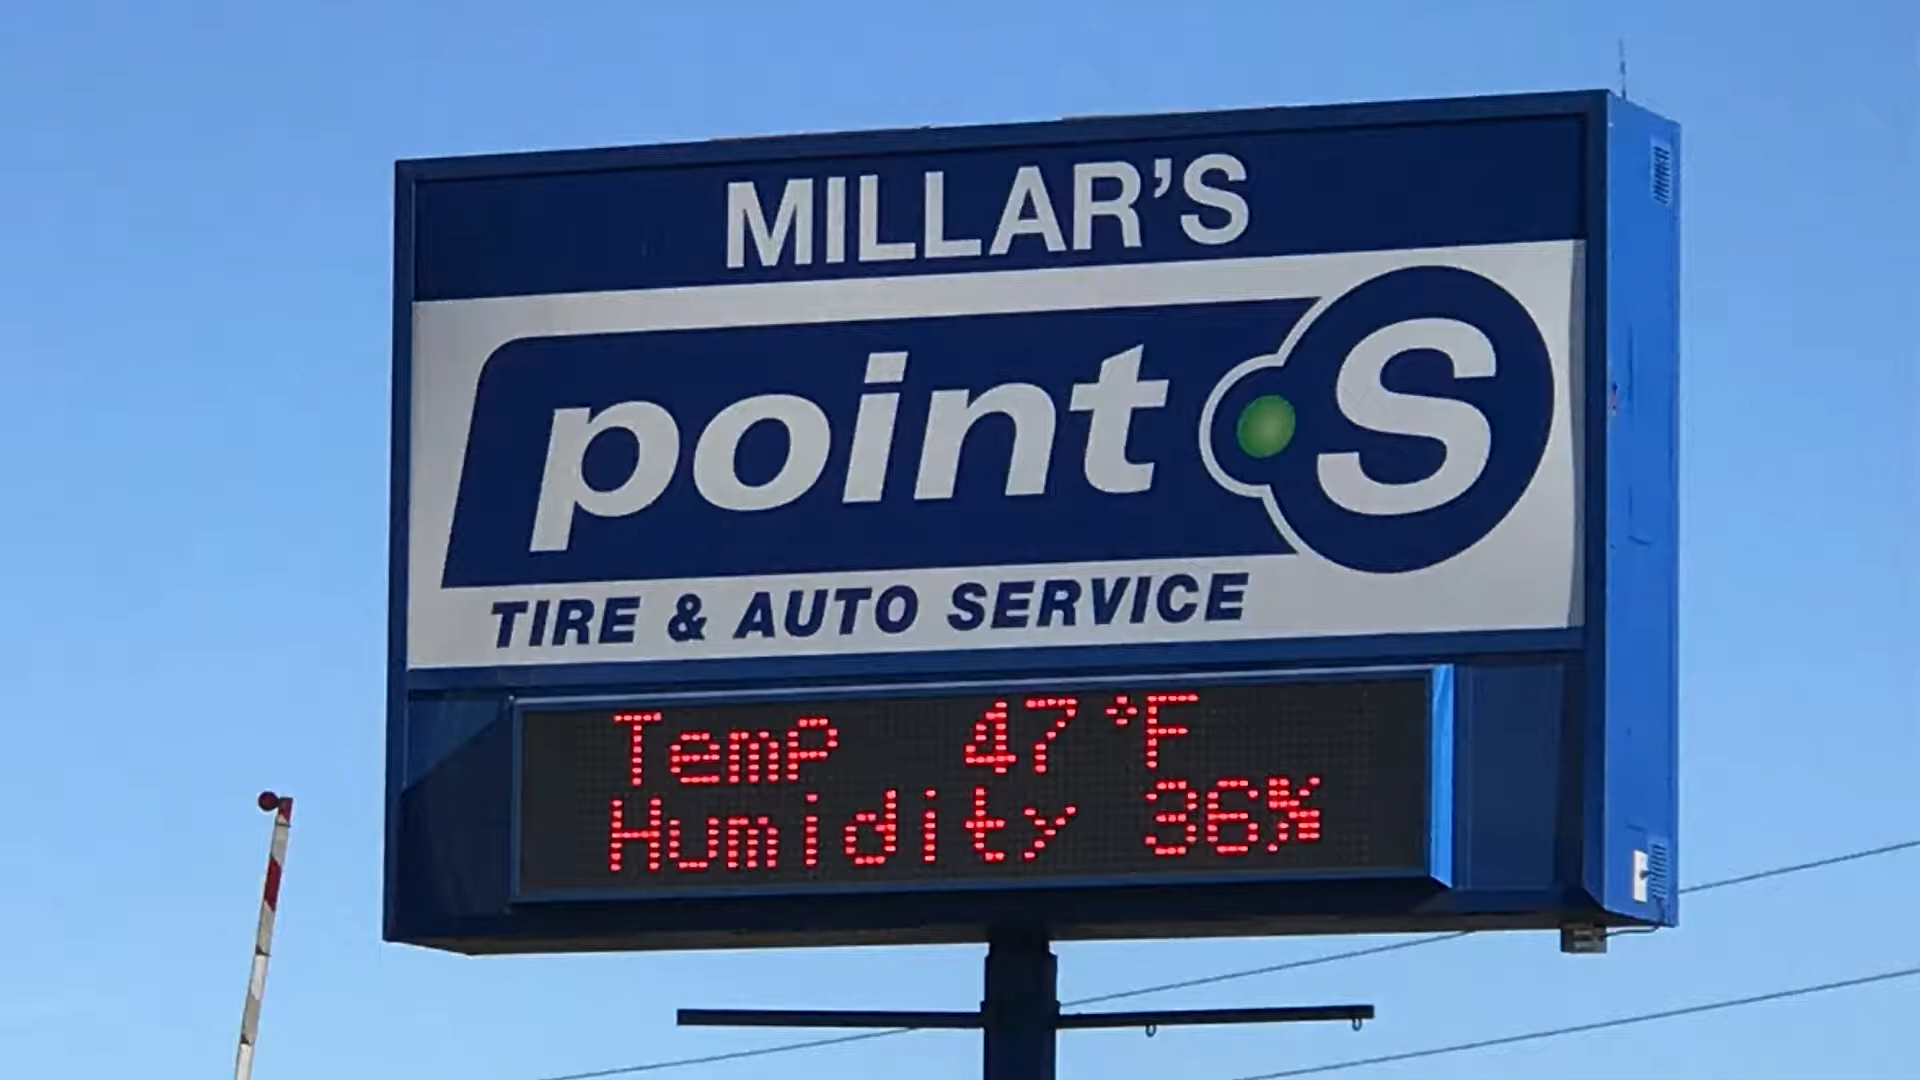 MILLAR'S
point S
TIRE & AUTO SERVICE
Temp 47°F
Humidity 36%